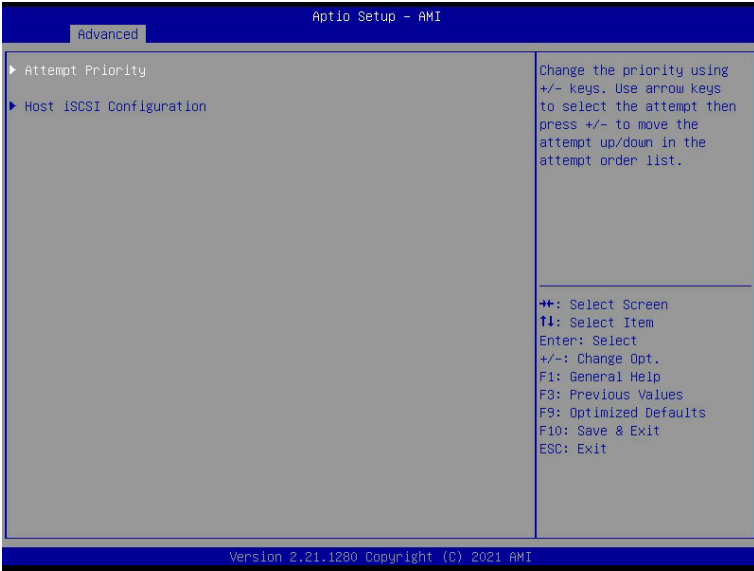 Aptio Setup – AMI
Advanced
▶ Attempt Priority
▶ Host iSCSI Configuration
Change the priority using
+/- keys. Use arrow keys
to select the attempt then
press +/- to move the
attempt up/down in the
attempt order list.
→←: Select Screen
↑↓: Select Item
Enter: Select
+/-: Change Opt.
F1: General Help
F3: Previous Values
F9: Optimized Defaults
F10: Save & Exit
ESC: Exit
Version 2.21.1280 Copyright (C) 2021 AMI